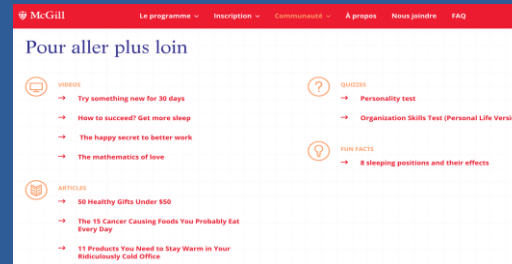 McGill
Le programme
Inscription
Communauté
À propos
Nous joindre
FAQ
Pour aller plus loin
VIDEOS
→ Try something new for 30 days
→ How to succeed? Get more sleep
→ The happy secret to better work
→ The mathematics of love
ARTICLES
→ 50 Healthy Gifts Under $50
→ The 15 Cancer Causing Foods You Probably Eat
Every Day
→ 11 Products You Need to Stay Warm in Your
Ridiculously Cold Office
QUIZZES
→ Personality test
→ Organization Skills Test (Personal Life Versi
FUN FACTS
→ 8 sleeping positions and their effects